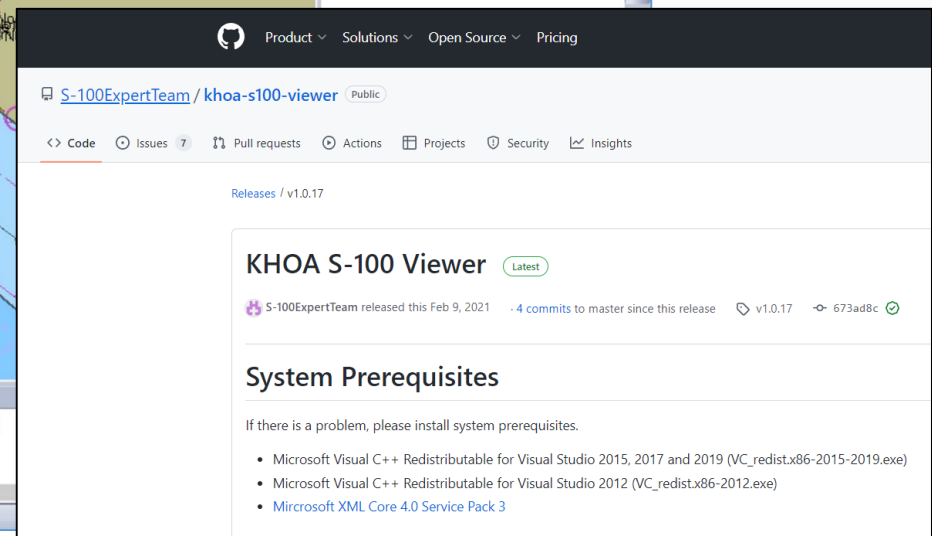 Product Solutions Open Source Pricing
S-100ExpertTeam / khoa-s100-viewer Public
Code Issues 7 Pull requests Actions Projects Security Insights
Releases / v1.0.17
KHOA S-100 Viewer Latest
S-100ExpertTeam released this Feb 9, 2021 · 4 commits to master since this release v1.0.17 673ad8c
System Prerequisites
If there is a problem, please install system prerequisites.
• Microsoft Visual C++ Redistributable for Visual Studio 2015, 2017 and 2019 (VC_redist.x86-2015-2019.exe)
• Microsoft Visual C++ Redistributable for Visual Studio 2012 (VC_redist.x86-2012.exe)
• Mircrosoft XML Core 4.0 Service Pack 3